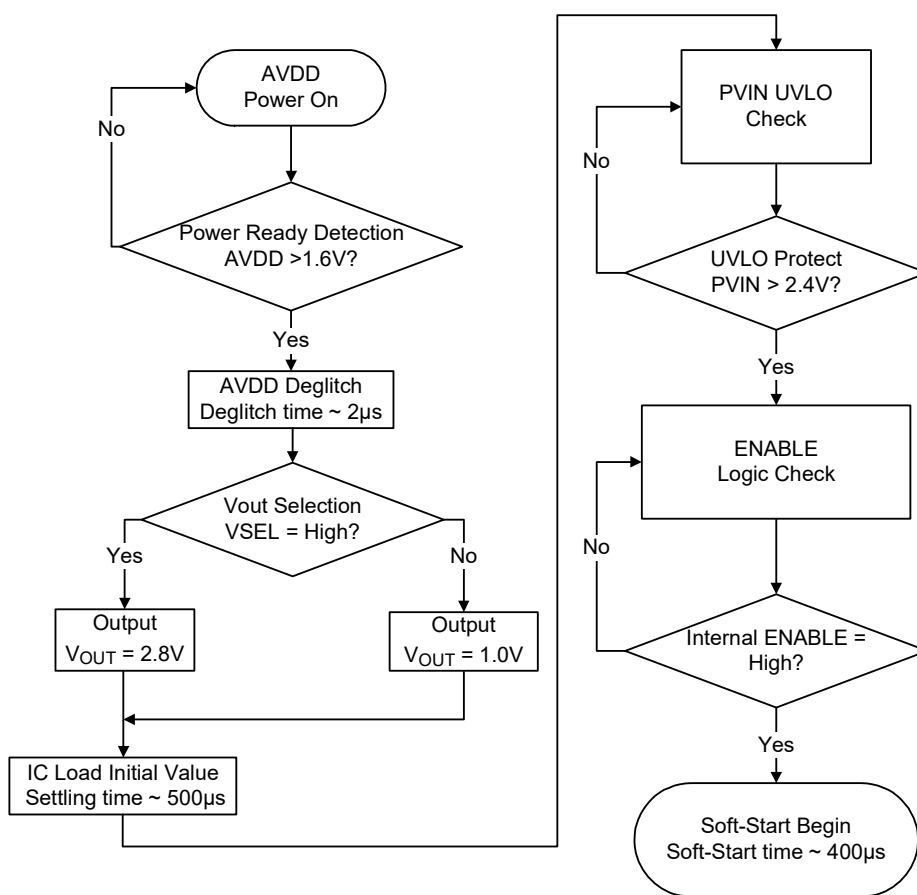 AVDD
Power On
No
Power Ready Detection
AVDD >1.6V?
Yes
AVDD Deglitch
Deglitch time ~ 2µs
Vout Selection
VSEL = High?
Yes
No
Output
VOUT = 2.8V
Output
VOUT = 1.0V
IC Load Initial Value
Settling time ~ 500µs
PVIN UVLO
Check
No
UVLO Protect
PVIN > 2.4V?
Yes
ENABLE
Logic Check
No
Internal ENABLE =
High?
Yes
Soft-Start Begin
Soft-Start time ~ 400µs